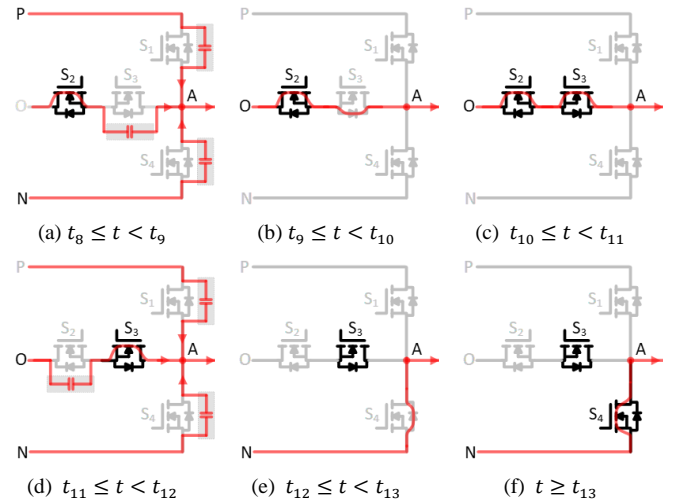 P
S₁
S₂ S₃
O A
S₄
N
(a) t₈ ≤ t < t₉
P
S₁
S₂ S₃
O A
S₄
N
(b) t₉ ≤ t < t₁₀
P
S₁
S₂ S₃
O A
S₄
N
(c) t₁₀ ≤ t < t₁₁
P
S₁
S₂ S₃
O A
S₄
N
(d) t₁₁ ≤ t < t₁₂
P
S₁
S₂ S₃
O A
S₄
N
(e) t₁₂ ≤ t < t₁₃
P
S₁
S₂ S₃
O A
S₄
N
(f) t ≥ t₁₃